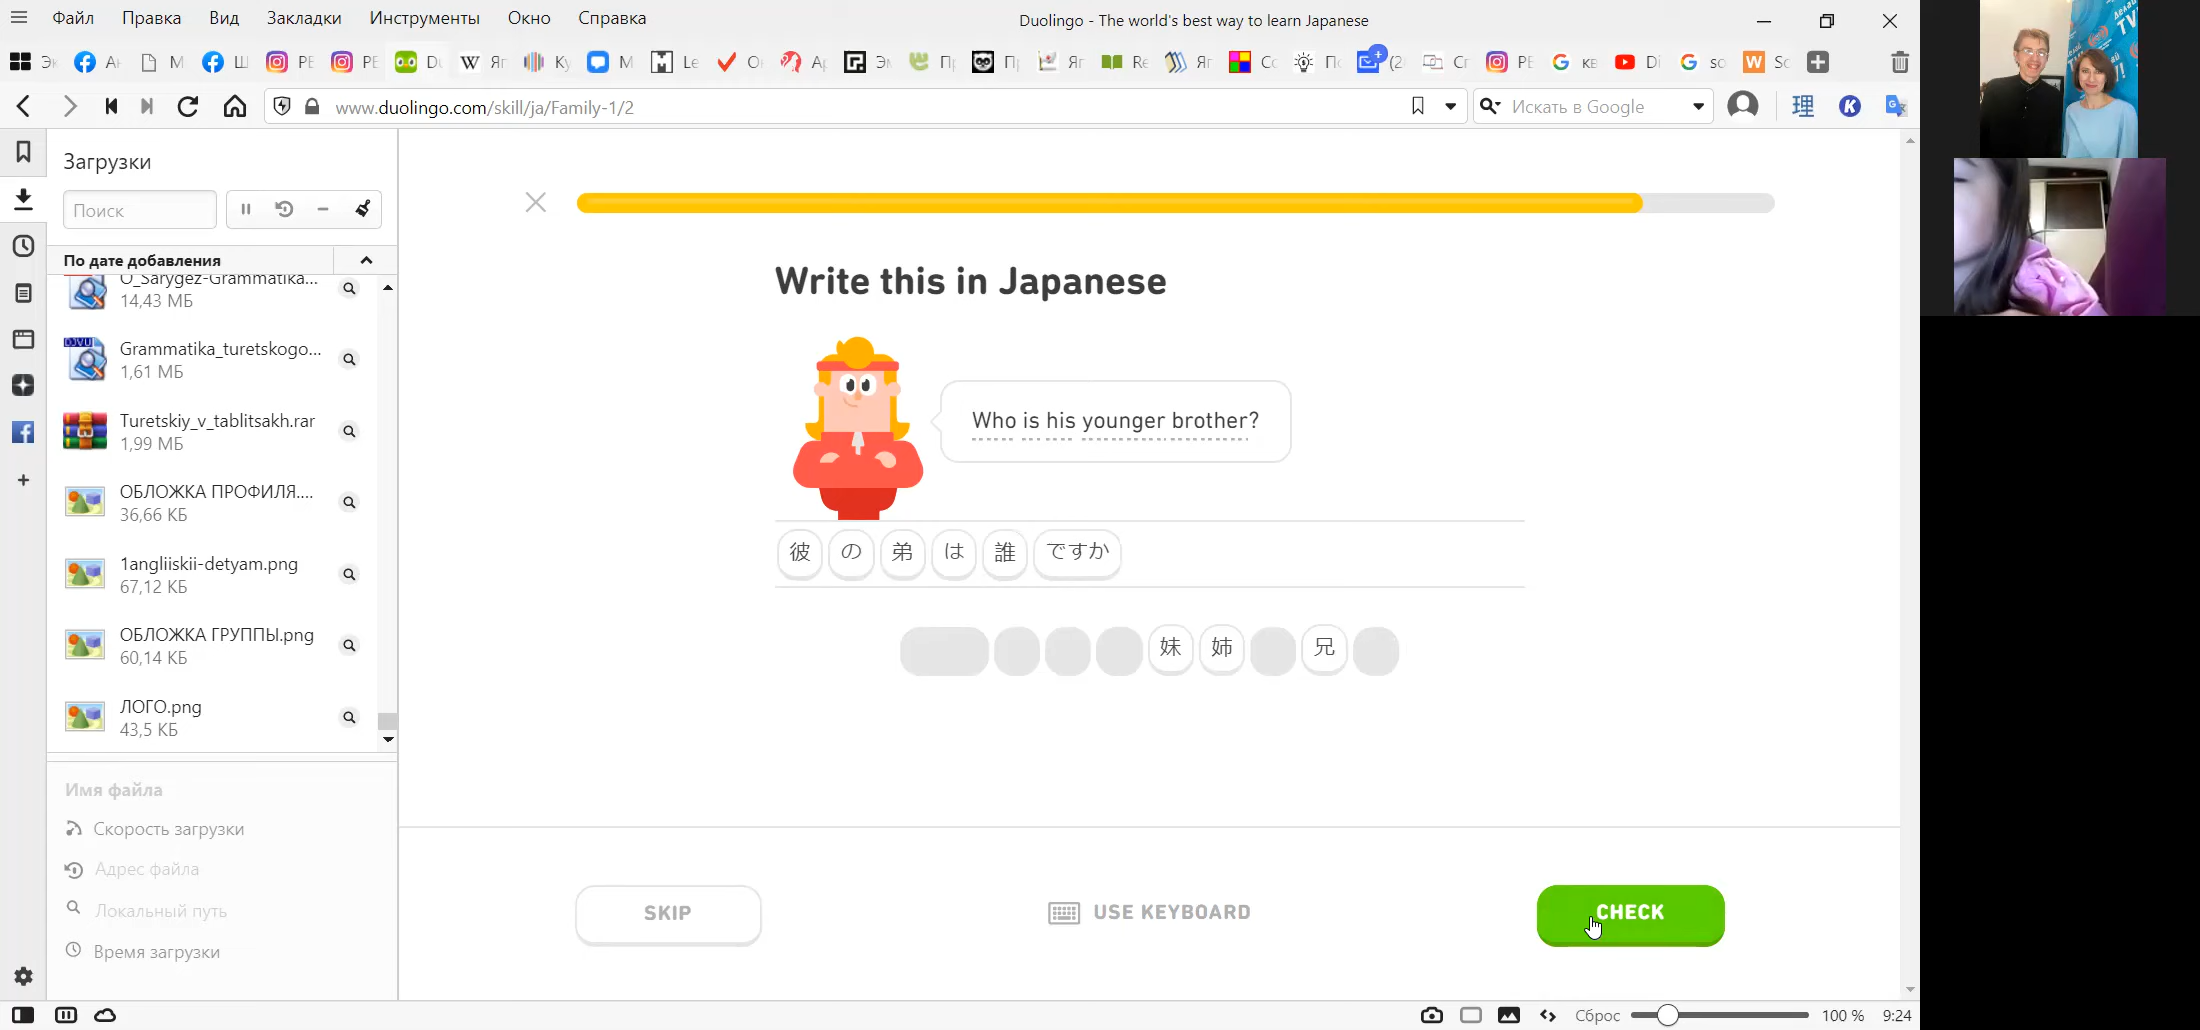 Файл Правка Вид Закладки Инструменты Окно Справка
Duolingo - The world's best way to learn Japanese
www.duolingo.com/skill/ja/Family-1/2
Искать в Google
Загрузки
Поиск
По дате добавления
O_Sarygez-Grammatika...
14,43 МБ
Grammatika_turetskogo...
1,61 МБ
Turetskiy_v_tablitsakh.rar
1,99 МБ
ОБЛОЖКА ПРОФИЛЯ....
36,66 КБ
1angliiskii-detyam.png
67,12 КБ
ОБЛОЖКА ГРУППЫ.png
60,14 КБ
ЛОГО.png
43,5 КБ
Имя файла
Скорость загрузки
Адрес файла
Локальный путь
Время загрузки
Write this in Japanese
Who is his younger brother?
彼 の 弟 は 誰 ですか
妹 姉 兄
SKIP
USE KEYBOARD
CHECK
Сброс 100 % 9:24